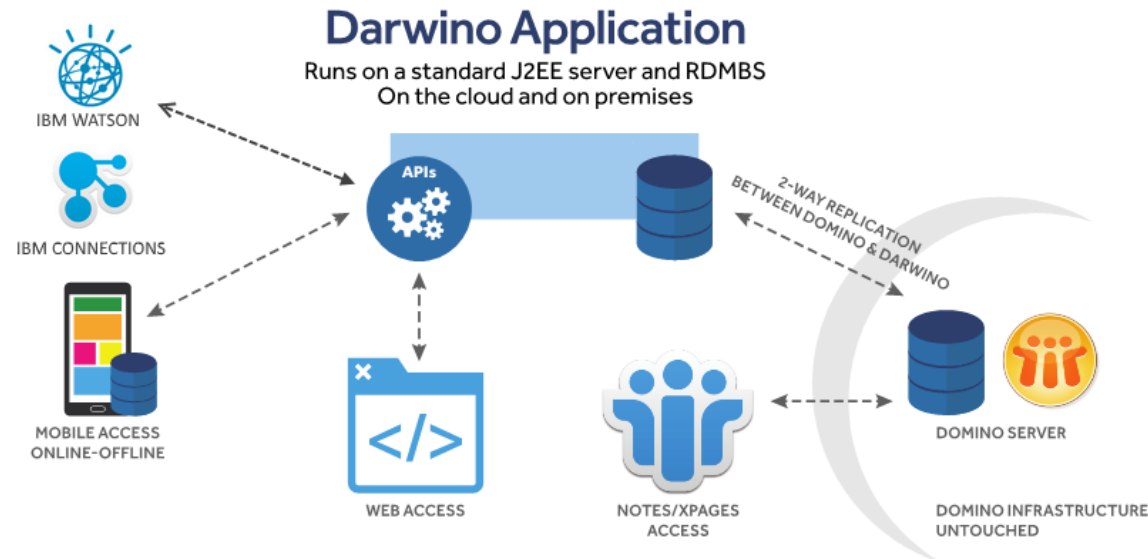 Darwino Application
Runs on a standard J2EE server and RDMBS
On the cloud and on premises
IBM WATSON
APIs
2-WAY REPLICATION
BETWEEN DOMINO & DARWINO
IBM CONNECTIONS
MOBILE ACCESS
ONLINE-OFFLINE
</>
WEB ACCESS
NOTES/XPAGES
ACCESS
DOMINO SERVER
DOMINO INFRASTRUCTURE
UNTOUCHED